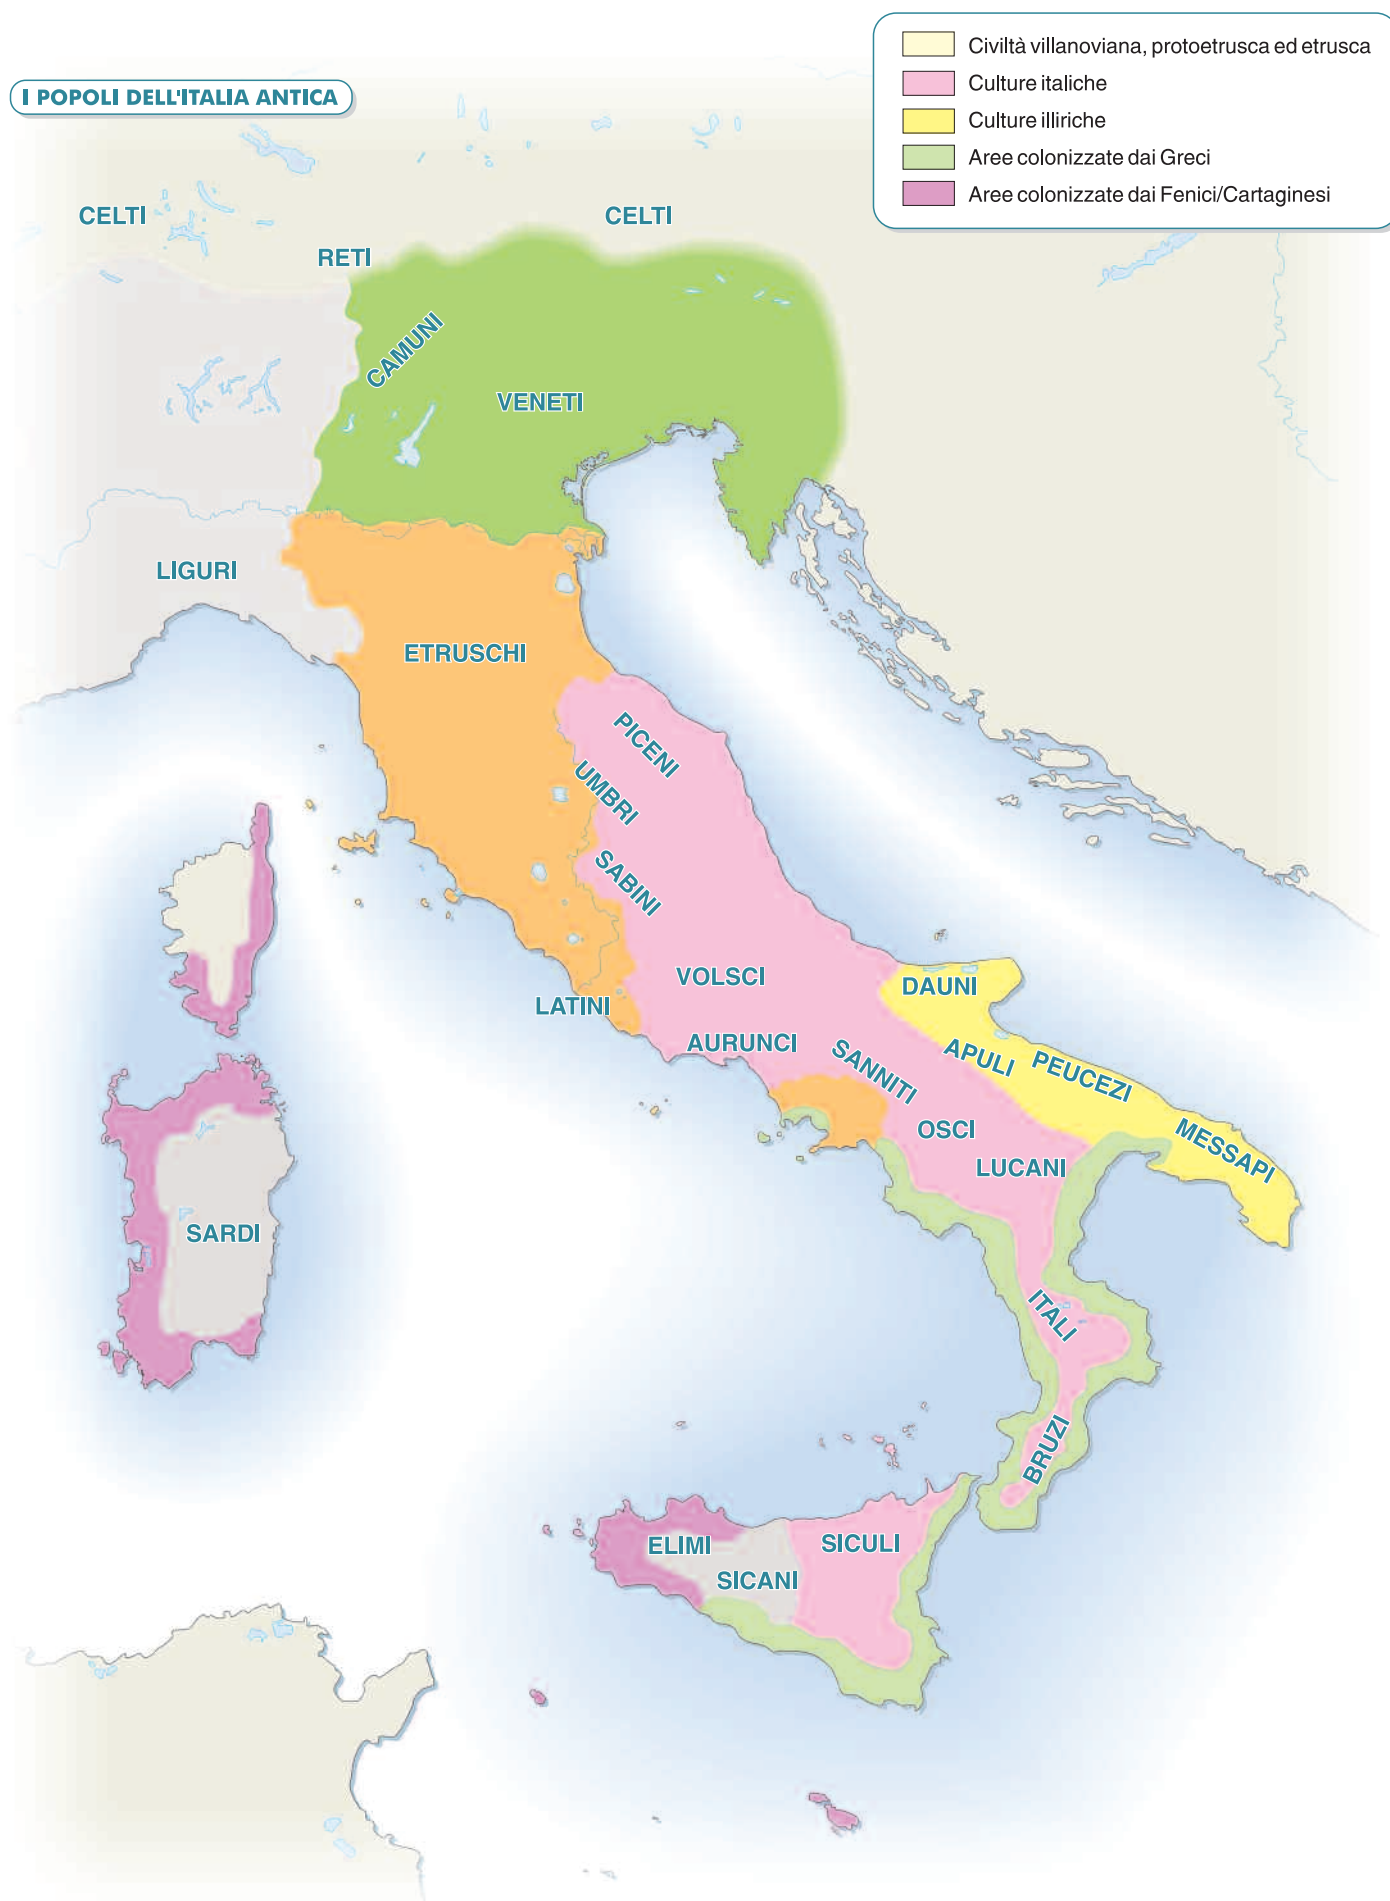 Civiltà villanoviana, protoetrusca ed etrusca
Culture italiche
Culture illiriche
Aree colonizzate dai Greci
Aree colonizzate dai Fenici/Cartaginesi
I POPOLI DELL'ITALIA ANTICA
CELTI
CELTI
RETI
CAMUNI
VENETI
LIGURI
ETRUSCHI
PICENI
UMBRI
SABINI
VOLSCI
DAUNI
LATINI
AURUNCI
SANNITI
APULI
PEUCEZI
OSCI
MESSAPI
LUCANI
SARDI
ITALI
BRUZI
ELIMI
SICULI
SICANI